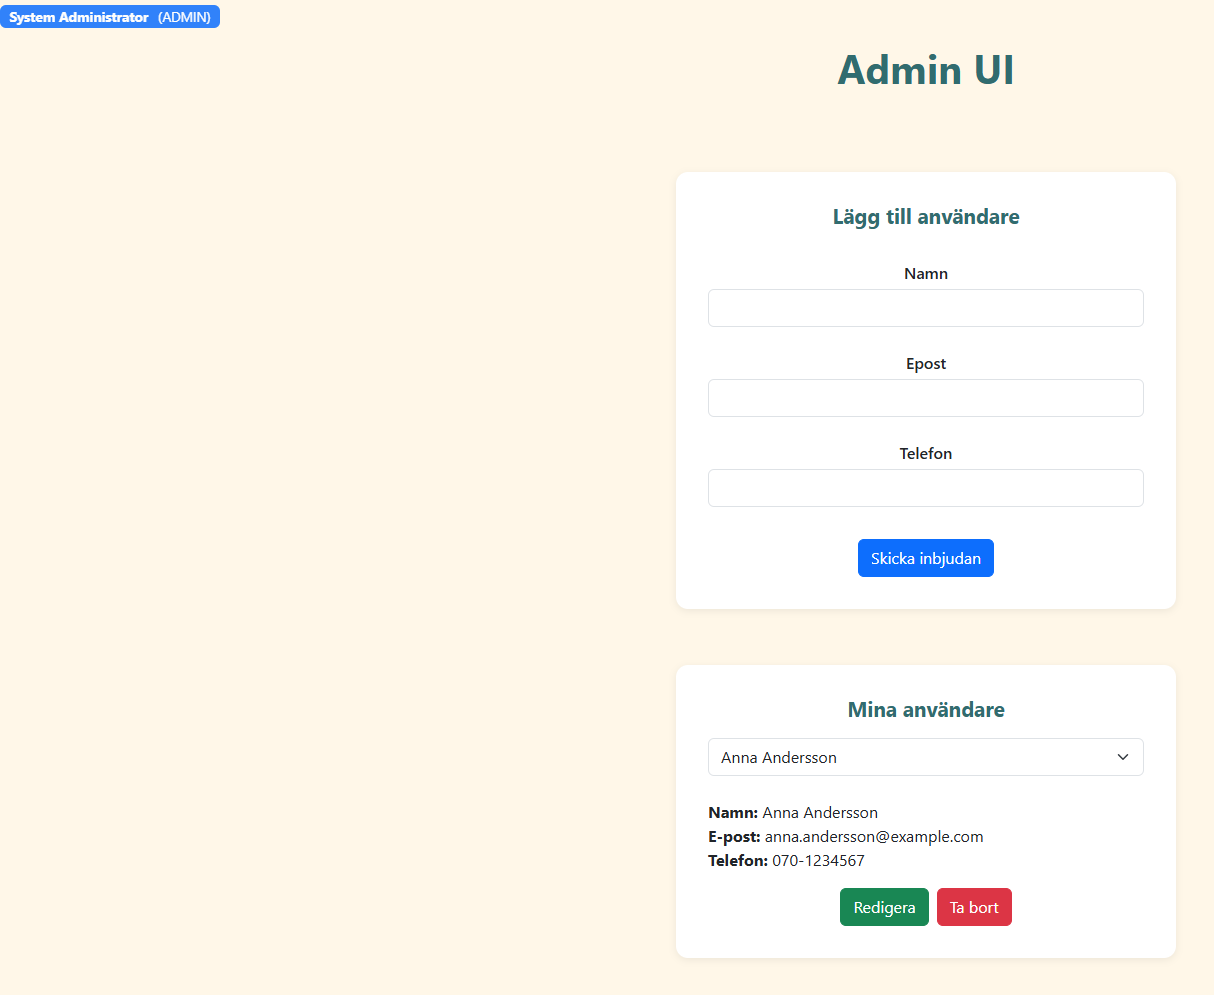 System Administrator (ADMIN)
Admin UI
Lägg till användare
Namn
Epost
Telefon
Skicka inbjudan
Mina användare
Anna Andersson
Namn: Anna Andersson
E-post: anna.andersson@example.com
Telefon: 070-1234567
Redigera Ta bort